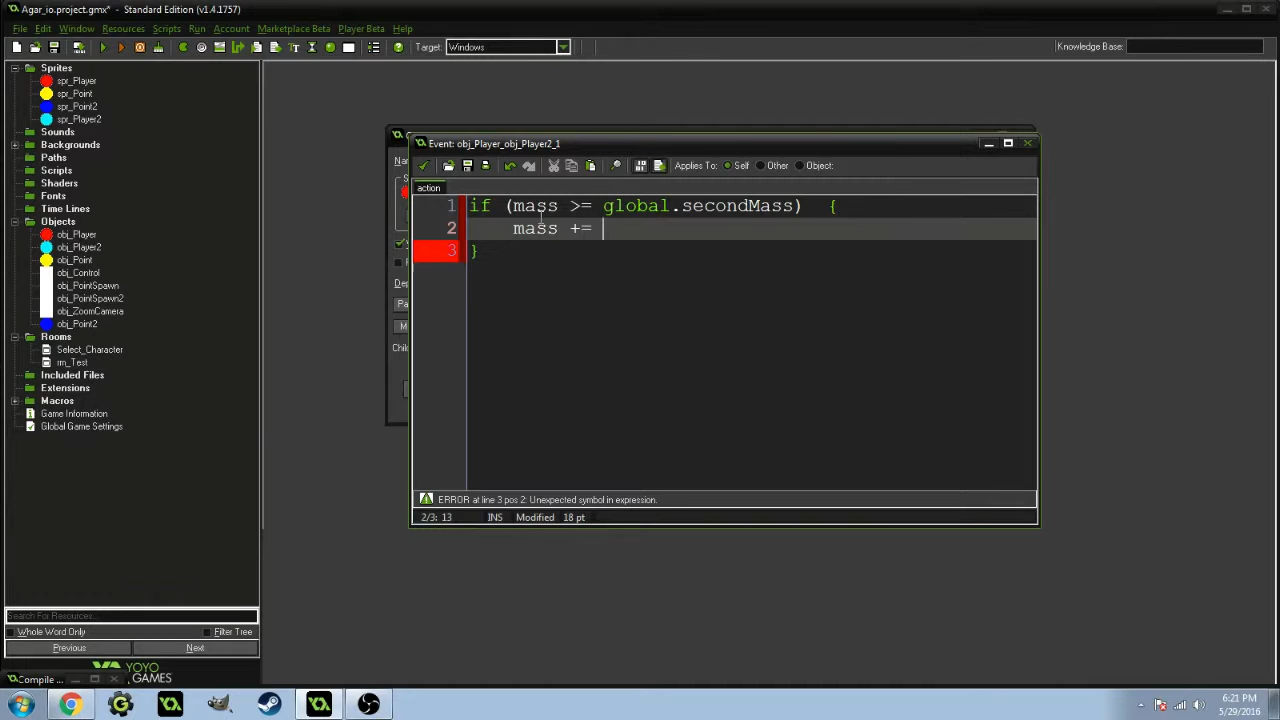 Agar_io.project.gmx* - Standard Edition (v1.4.1757)
File Edit Window Resources Scripts Run Account Marketplace Beta Player Beta Help
Target: Windows Knowledge Base:
Sprites
spr_Player
spr_Point
spr_Point2
spr_Player2
Sounds
Backgrounds
Paths
Scripts
Shaders
Fonts
Time Lines
Objects
obj_Player
obj_Player2
obj_Point
obj_Control
obj_PointSpawn
obj_PointSpawn2
obj_ZoomCamera
obj_Point2
Rooms
Select_Character
rm_Test
Included Files
Extensions
Macros
Game Information
Global Game Settings
Search For Resources...
Whole Word Only Filter Tree
Previous Next
YOYO
GAMES
Compile ...
Event: obj_Player_obj_Player2_1
Applies To: Self Other Object:
action
1 if (mass >= global.secondMass) {
2 mass +=
3 }
ERROR at line 3 pos 2: Unexpected symbol in expression.
2/3: 13 INS Modified 18 pt
6:21 PM
5/29/2016